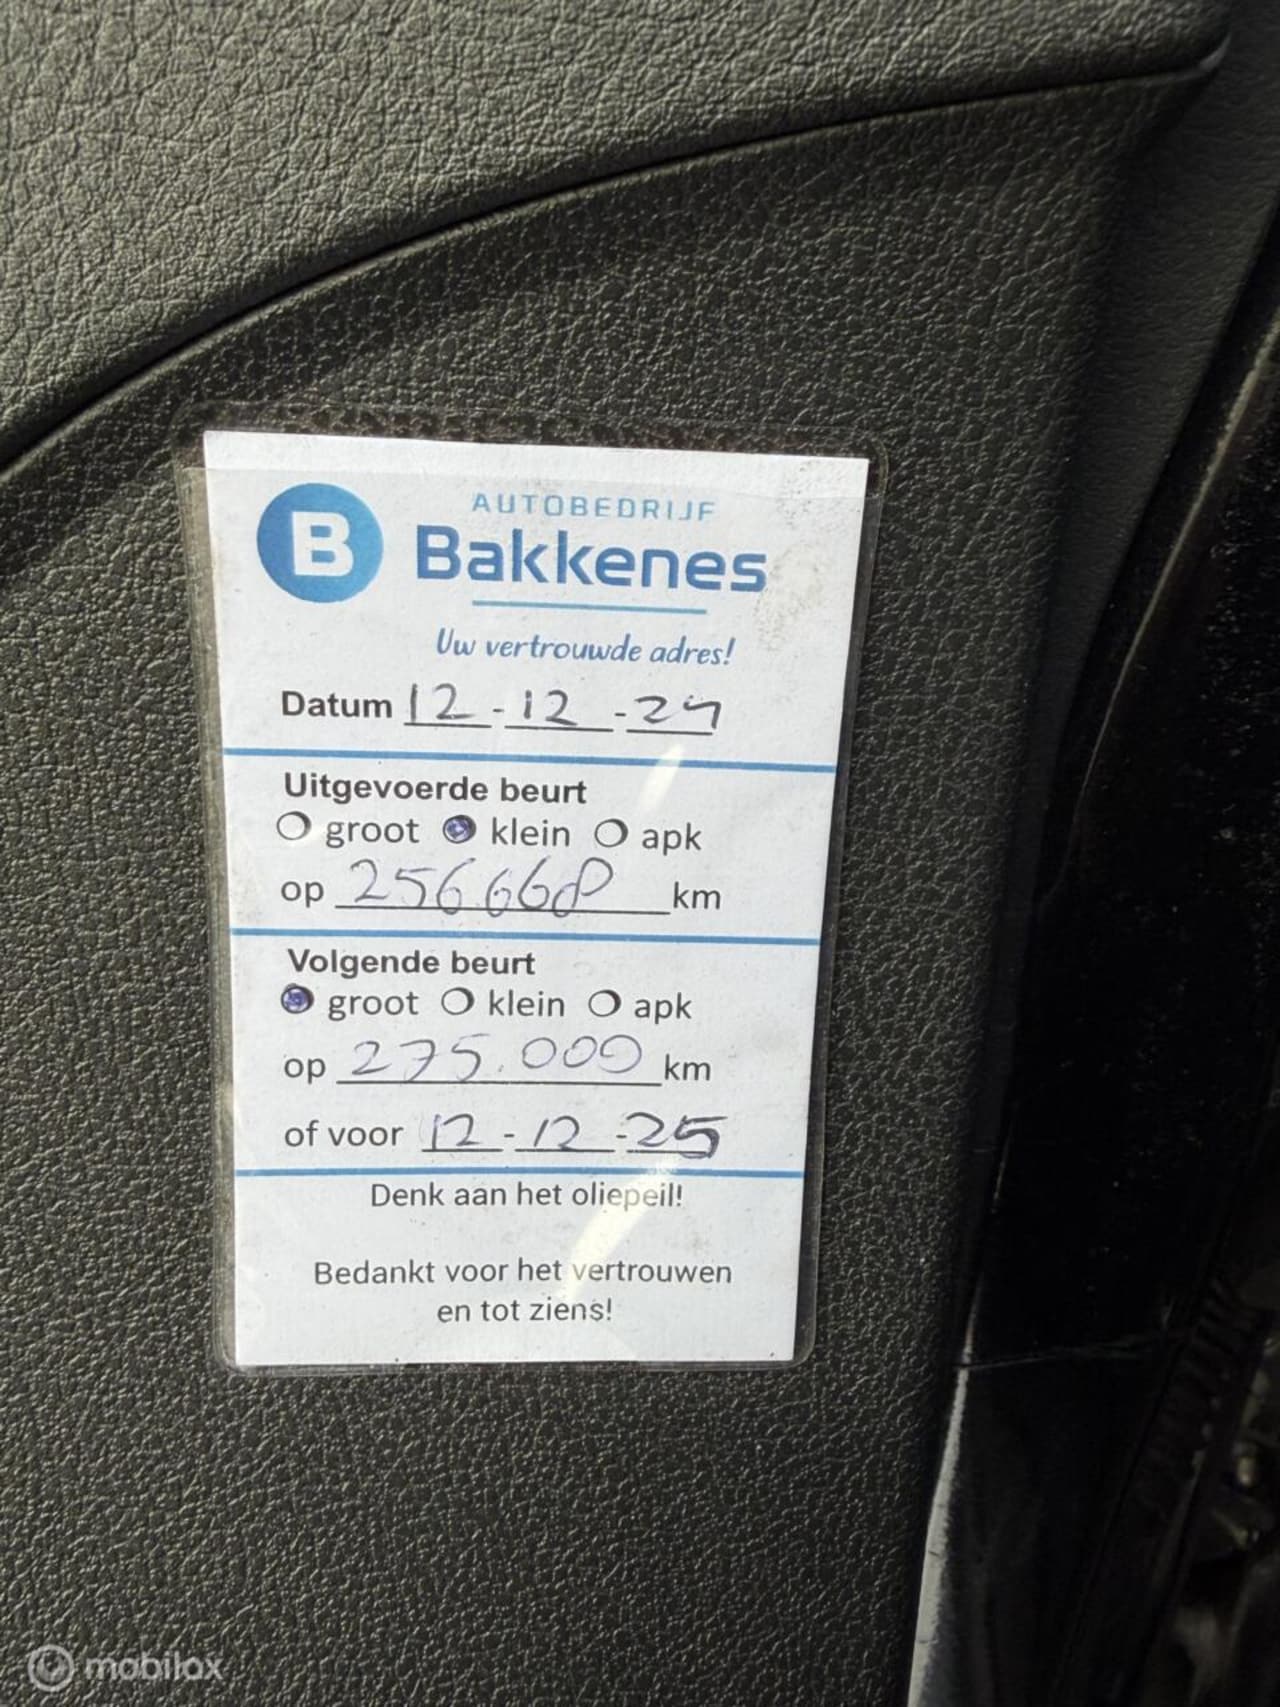 B
AUTOBEDRIJF
Bakkenes
Uw vertrouwde adres!
Datum 12 - 12 - 24
Uitgevoerde beurt
groot klein apk
op 256668 km
Volgende beurt
groot klein apk
op 275.000 km
of voor 12 - 12 - 25
Denk aan het oliepeil!
Bedankt voor het vertrouwen
en tot ziens!
mobilox